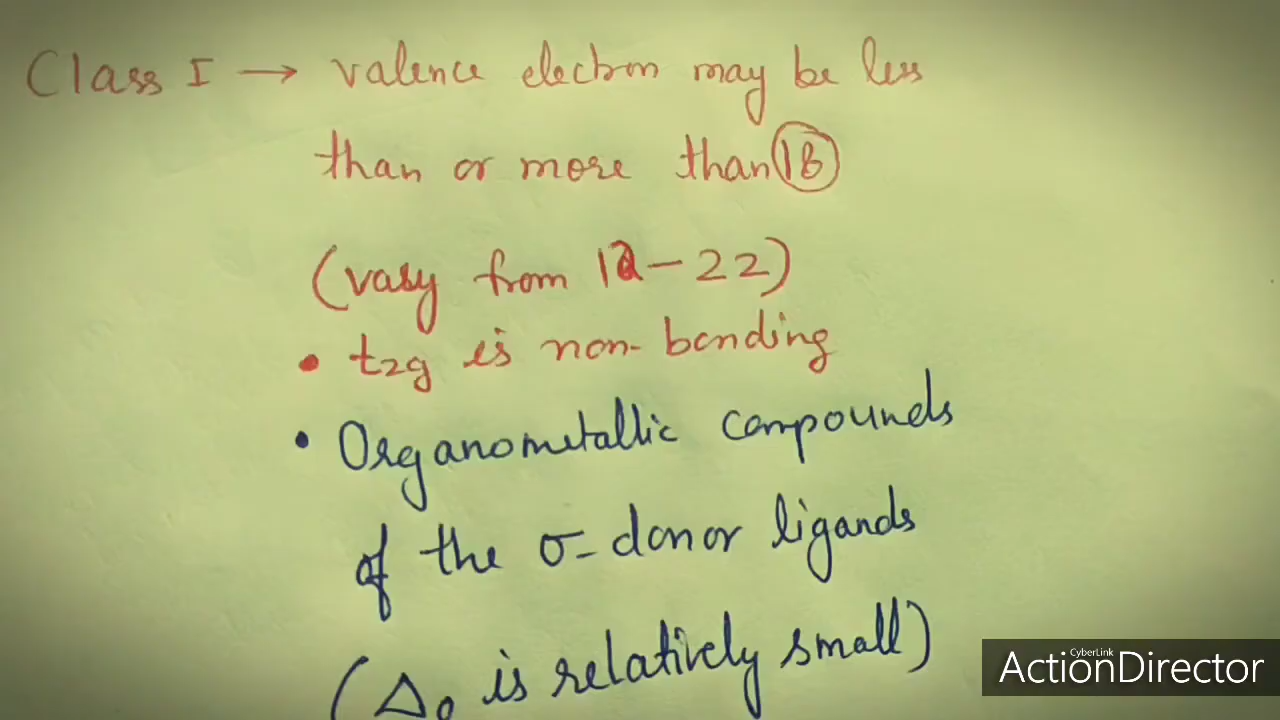 Class I → valence electron may be less
than or more than 18
(vary from 12 - 22)
• t2g is non-bonding
• Organometallic compounds
of the σ-donor ligands
(Δo is relatively small)
CyberLink
ActionDirector